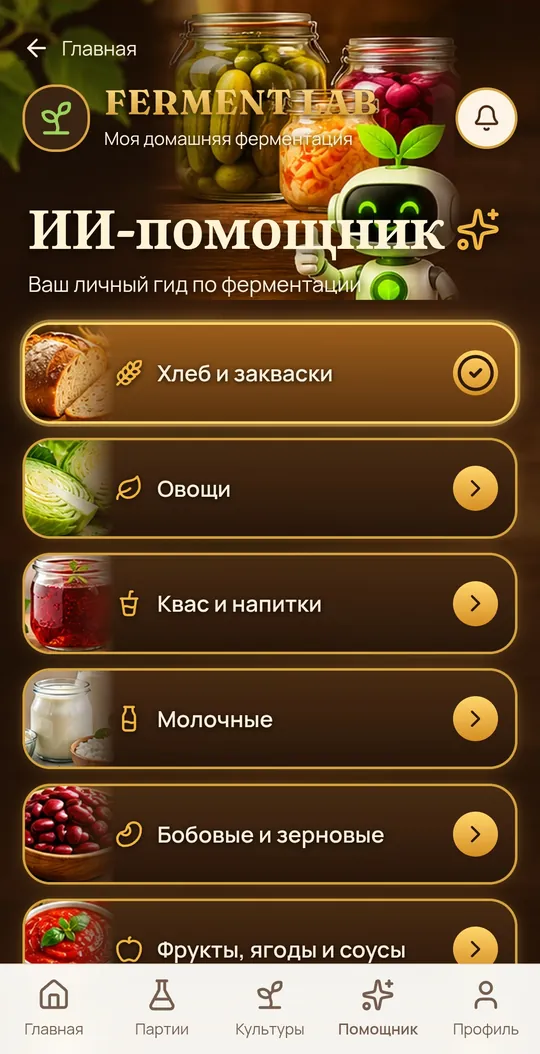 Главная
FERMENT LAB
Моя домашняя ферментация
ИИ-помощник
Ваш личный гид по ферментации
Хлеб и закваски
Овощи
Квас и напитки
Молочные
Бобовые и зерновые
Фрукты, ягоды и соусы
Главная
Партии
Культуры
Помощник
Профиль